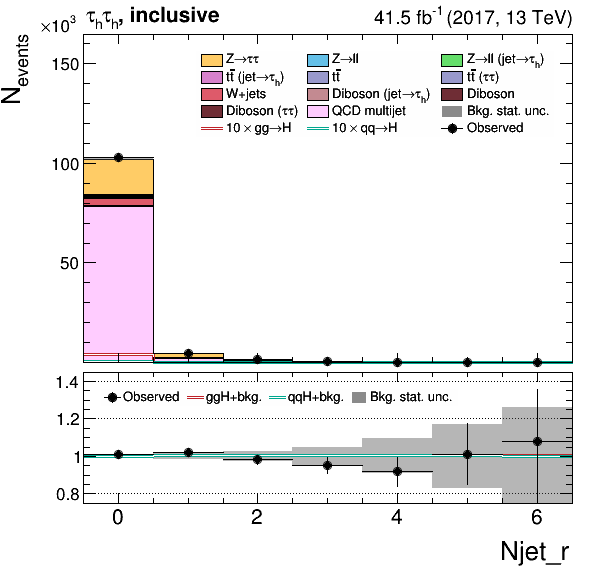 ×10³ τₕτₕ, inclusive 41.5 fb⁻¹ (2017, 13 TeV)
N_events
150
100
50
Z→ττ Z→ll Z→ll (jet→τₕ)
tt̄ (jet→τₕ) tt̄ tt̄ (ττ)
W+jets Diboson (jet→τₕ) Diboson
Diboson (ττ) QCD multijet Bkg. stat. unc.
10 × gg→H 10 × qq→H Observed
1.4
1.2
1
0.8
Observed ggH+bkg. qqH+bkg. Bkg. stat. unc.
0 2 4 6
Njet_r